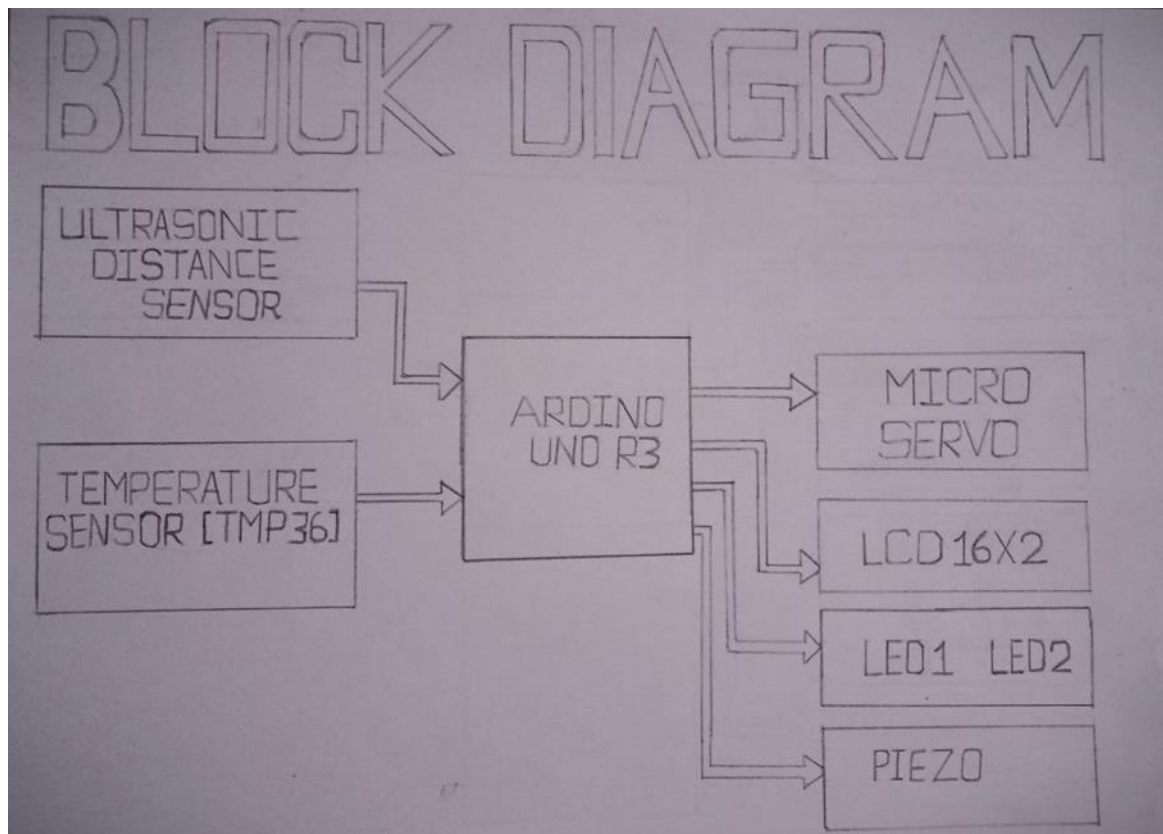 BLOCK DIAGRAM
ULTRASONIC
DISTANCE
SENSOR
TEMPERATURE
SENSOR [TMP36]
ARDINO
UNO R3
MICRO
SERVO
LCD 16X2
LED1 LED2
PIEZO